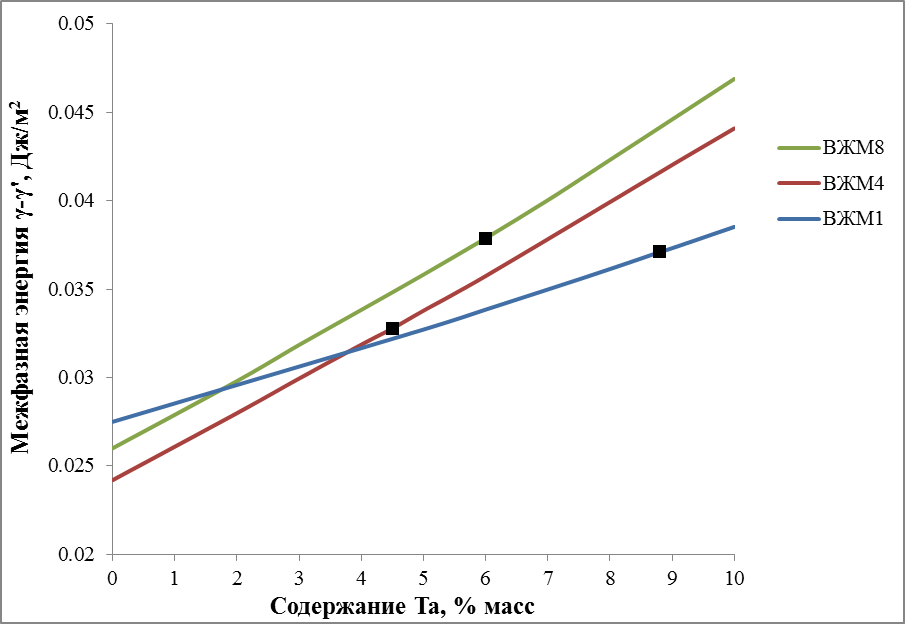 Межфазная энергия γ-γ', Дж/м²
0.05
0.045
0.04
0.035
0.03
0.025
0.02
0 1 2 3 4 5 6 7 8 9 10
Содержание Ta, % масс
ВЖМ8
ВЖМ4
ВЖМ1